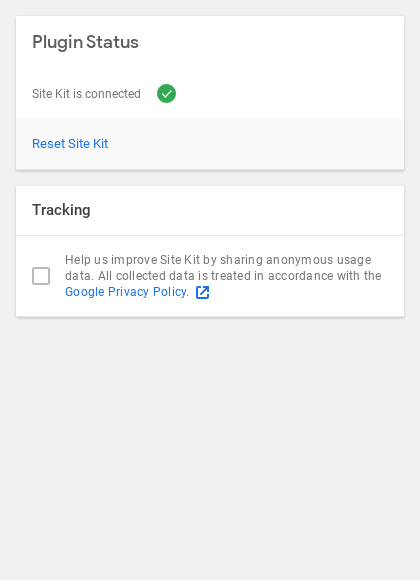 Plugin Status
Site Kit is connected
Reset Site Kit
Tracking
Help us improve Site Kit by sharing anonymous usage
data. All collected data is treated in accordance with the
Google Privacy Policy.